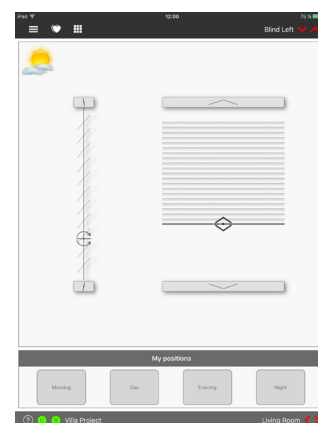 iPad 12:00 75 %
Blind Left
My positions
Morning Day Evening Night
? Villa Project Living Room